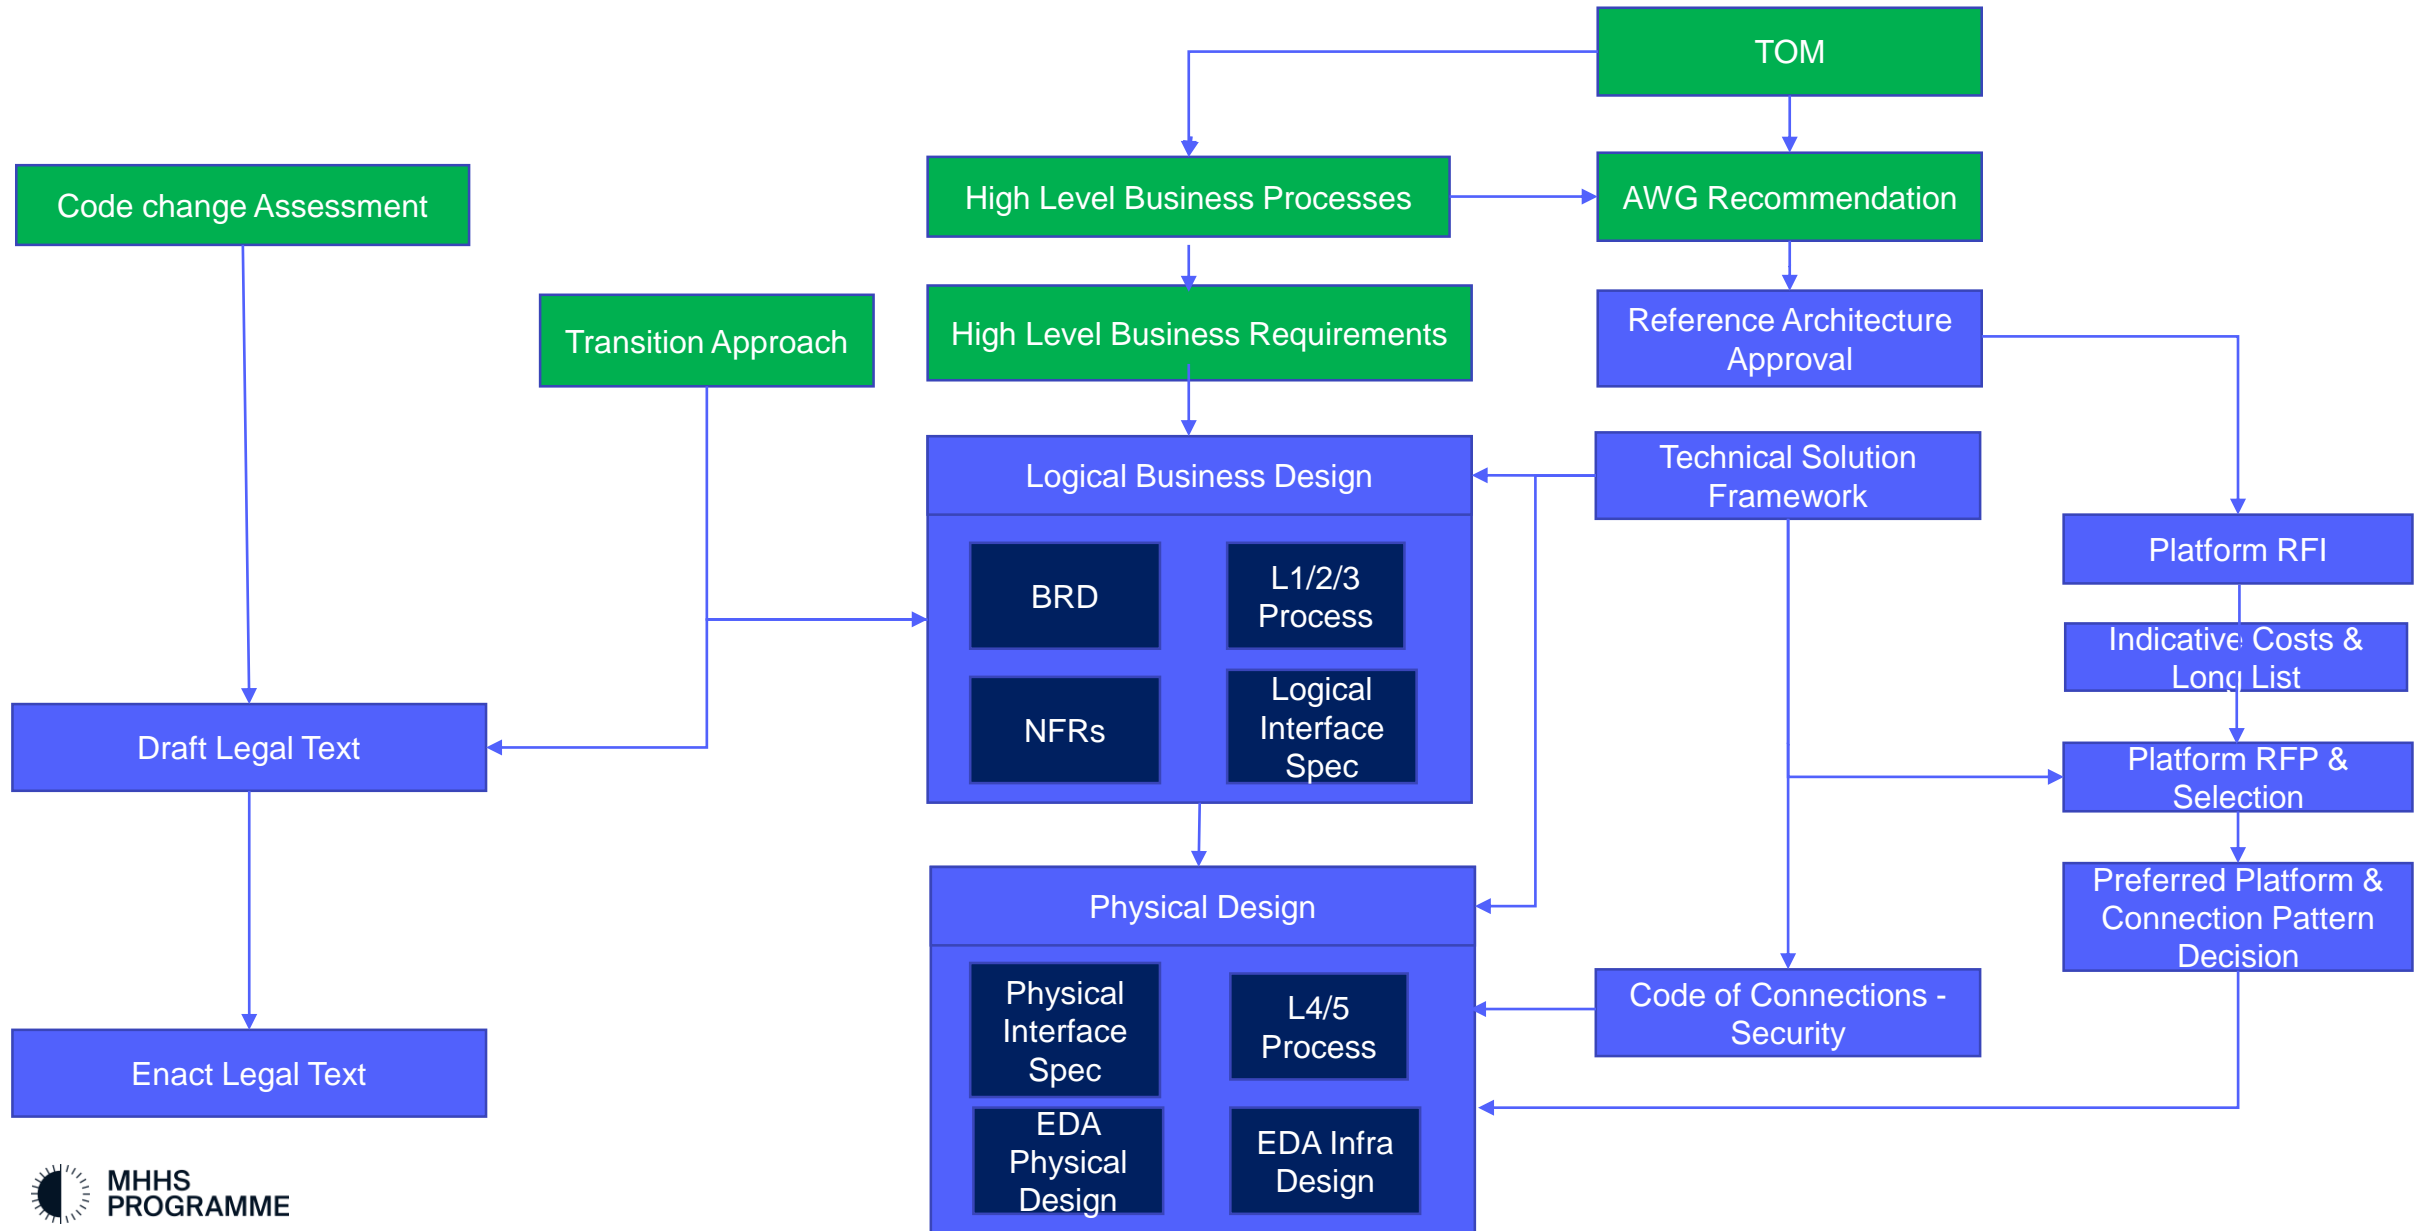 TOM
Code change Assessment
High Level Business Processes
AWG Recommendation
Transition Approach
High Level Business Requirements
Reference Architecture
Approval
Logical Business Design
Technical Solution
Framework
BRD
L1/2/3
Process
Platform RFI
Indicative Costs &
Long List
NFRs
Logical
Interface
Spec
Draft Legal Text
Platform RFP &
Selection
Physical Design
Preferred Platform &
Connection Pattern
Decision
Physical
Interface
Spec
L4/5
Process
Code of Connections -
Security
Enact Legal Text
EDA
Physical
Design
EDA Infra
Design
MHHS
PROGRAMME